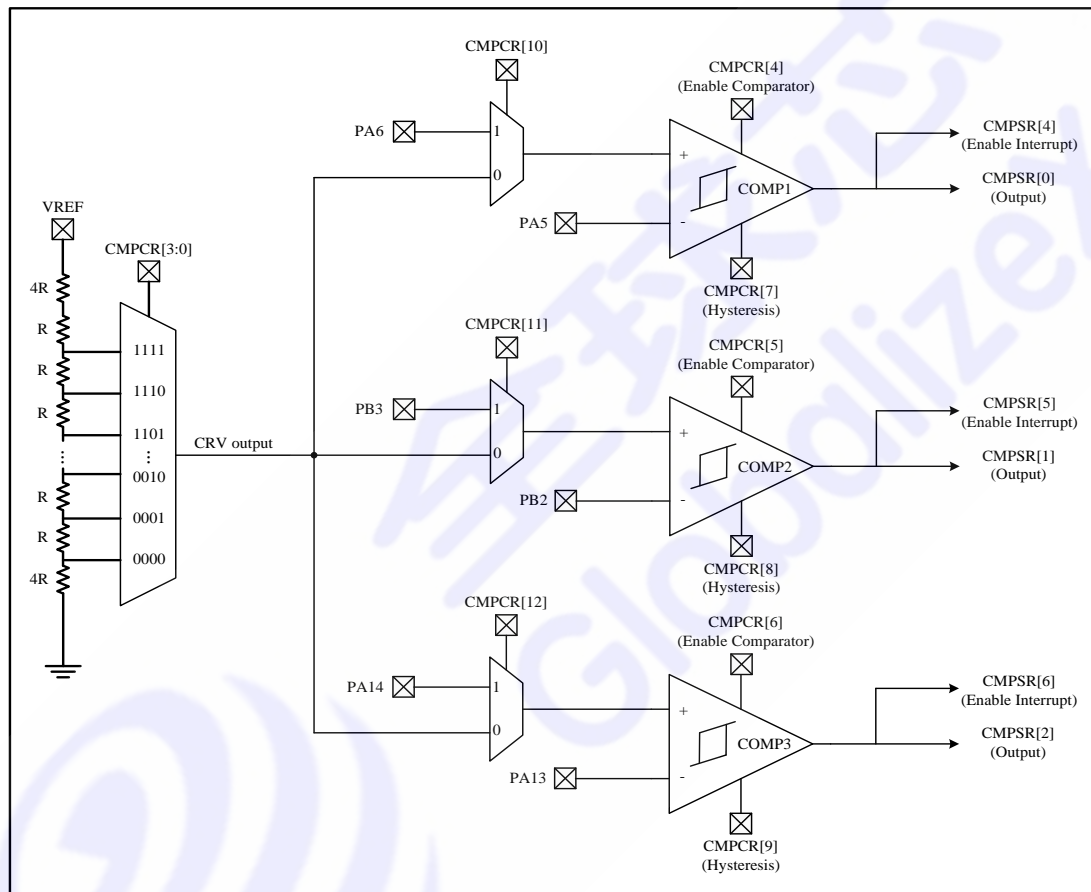 CMPCR[10]
PA6
1
0
CMPCR[4]
(Enable Comparator)
+
COMP1
-
PA5
CMPCR[7]
(Hysteresis)
CMPSR[4]
(Enable Interrupt)
CMPSR[0]
(Output)
VREF
CMPCR[3:0]
4R
R
R
R
...
R
R
4R
1111
1110
1101
...
0010
0001
0000
CRV output
CMPCR[11]
PB3
1
0
CMPCR[5]
(Enable Comparator)
+
COMP2
-
PB2
CMPCR[8]
(Hysteresis)
CMPSR[5]
(Enable Interrupt)
CMPSR[1]
(Output)
CMPCR[12]
PA14
1
0
CMPCR[6]
(Enable Comparator)
+
COMP3
-
PA13
CMPCR[9]
(Hysteresis)
CMPSR[6]
(Enable Interrupt)
CMPSR[2]
(Output)
全球芯
Globalizex